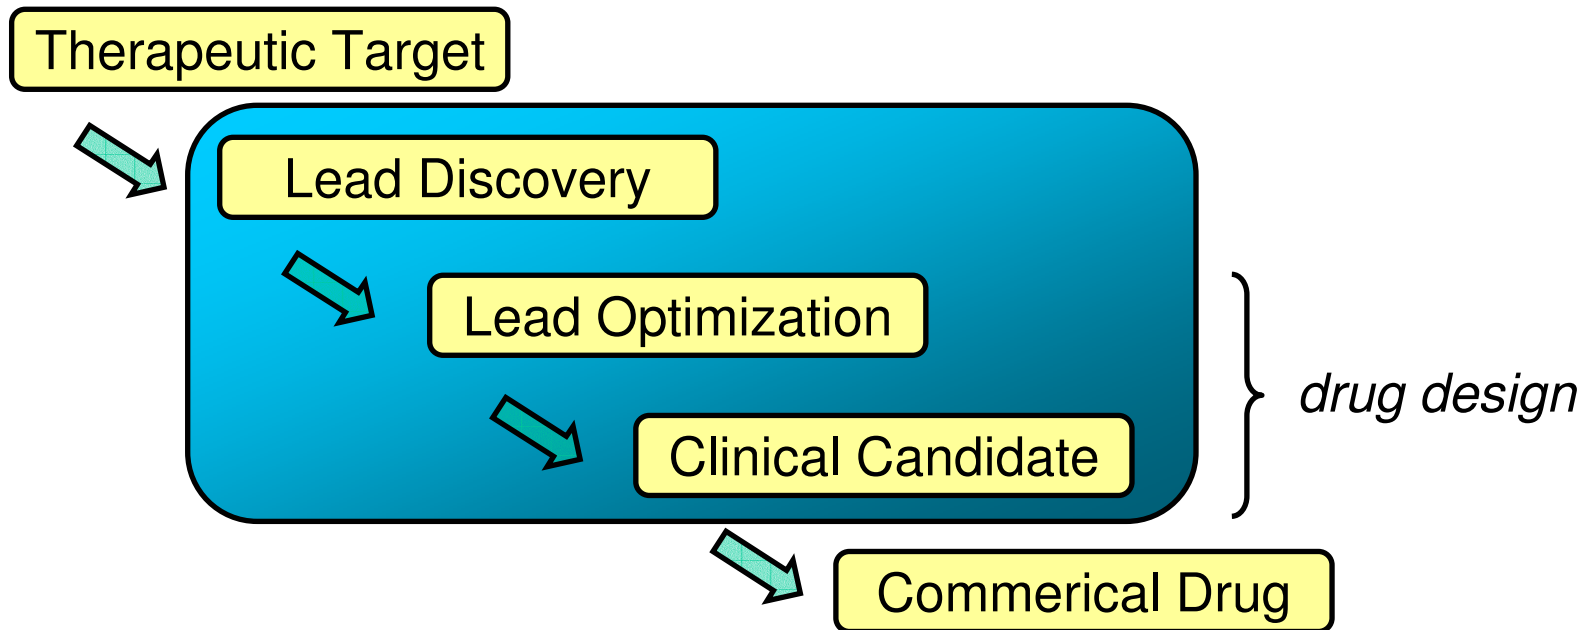 Therapeutic Target
Lead Discovery
Lead Optimization
drug design
Clinical Candidate
Commerical Drug